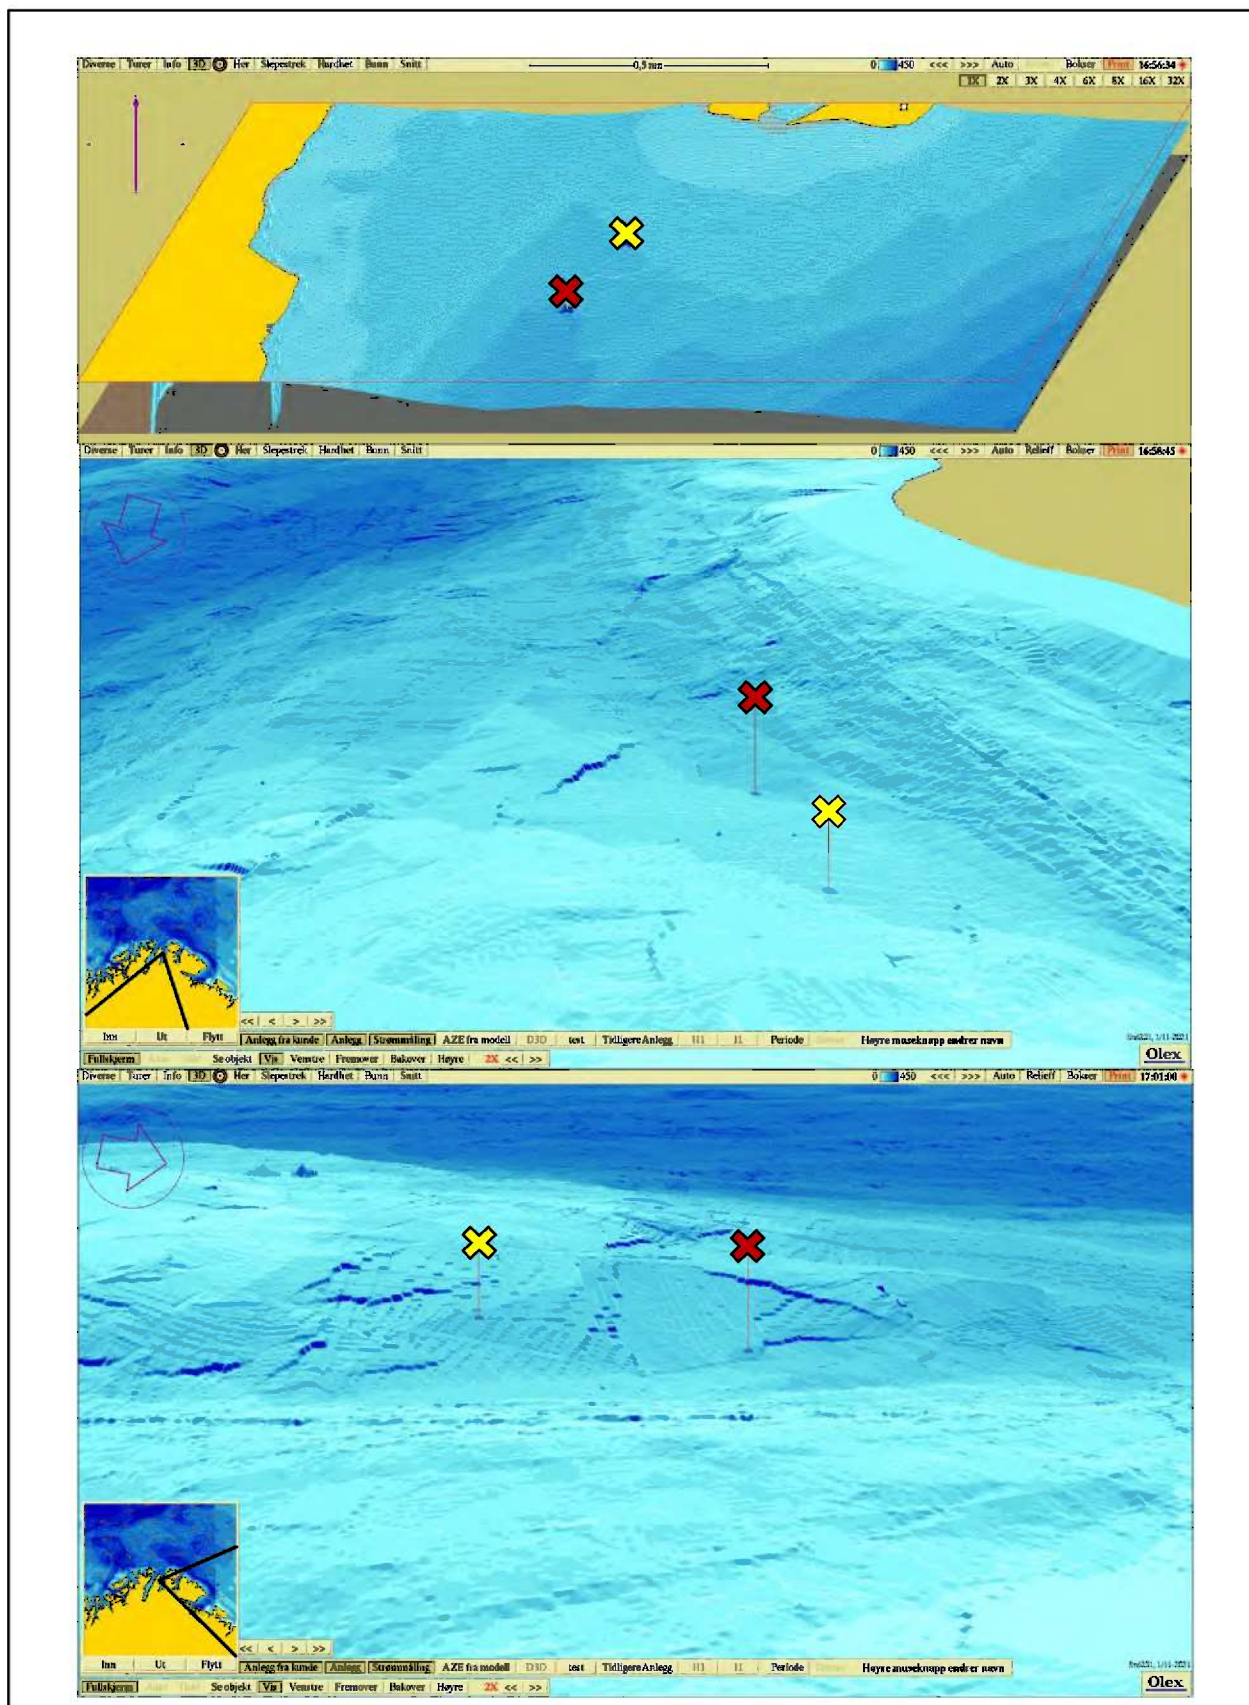 Diverse Turer Info 3D Her Slepestrek Hardhet Bunn Snitt 0,5 nm 0 450 <<< >>> Auto Bokser Print 16:56:34
1X 2X 3X 4X 6X 8X 16X 32X
Diverse Turer Info 3D Her Slepestrek Hardhet Bunn Snitt 0 450 <<< >>> Auto Relieff Bokser Print 16:58:45
<< < > >>
Inn Ut Flytt Anlegg fra kunde Anlegg Strømmåling AZE fra modell D3D test Tidligere Anlegg Periode Høyre museknapp endrer navn
Fullskjerm Se objekt Vis Venstre Fremover Bakover Høyre 2X << >> Olex
Diverse Turer Info 3D Her Slepestrek Hardhet Bunn Snitt 0 450 <<< >>> Auto Relieff Bokser Print 17:01:00
<< < > >>
Inn Ut Flytt Anlegg fra kunde Anlegg Strømmåling AZE fra modell D3D test Tidligere Anlegg Periode Høyre museknapp endrer navn
Fullskjerm Se objekt Vis Venstre Fremover Bakover Høyre 2X << >> Olex